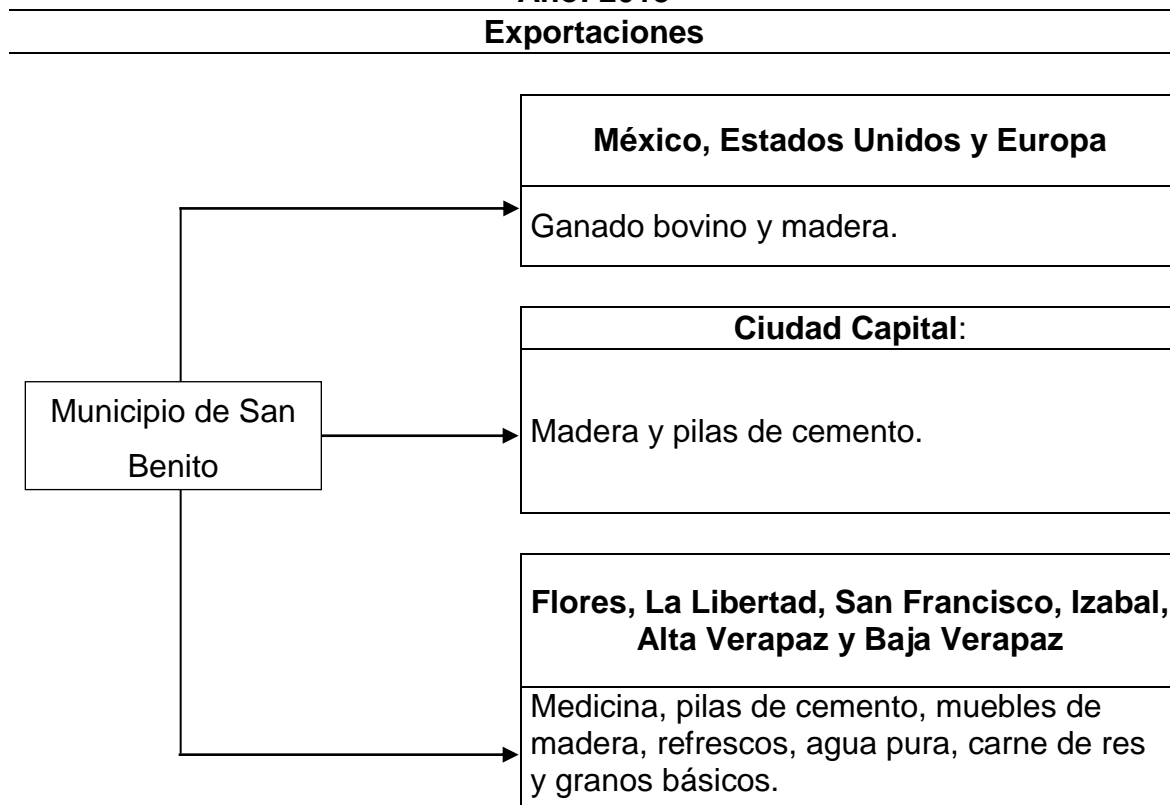 Exportaciones
México, Estados Unidos y Europa
Ganado bovino y madera.
Ciudad Capital:
Madera y pilas de cemento.
Municipio de San
Benito
Flores, La Libertad, San Francisco, Izabal,
Alta Verapaz y Baja Verapaz
Medicina, pilas de cemento, muebles de
madera, refrescos, agua pura, carne de res
y granos básicos.